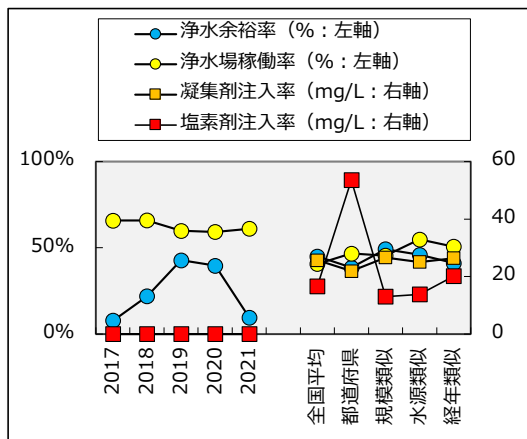 浄水余裕率（%：左軸）
浄水場稼働率（%：左軸）
凝集剤注入率（mg/L：右軸）
塩素剤注入率（mg/L：右軸）
100%
50%
0%
60
40
20
0
2017
2018
2019
2020
2021
全国平均
都道府県
規模類似
水源類似
経年類似